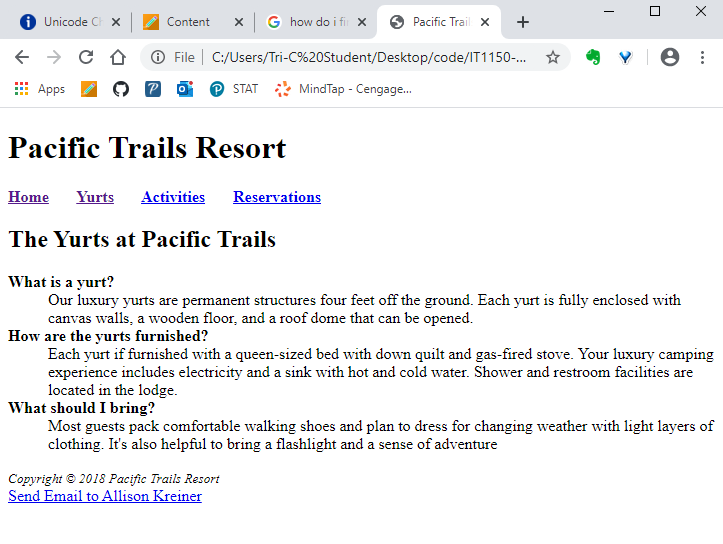 Unicode Ch
Content
how do i fi
Pacific Trail
File
C:/Users/Tri-C%20Student/Desktop/code/IT1150-...
Apps
STAT
MindTap - Cengage...
Pacific Trails Resort
Home Yurts Activities Reservations
The Yurts at Pacific Trails
What is a yurt?
Our luxury yurts are permanent structures four feet off the ground. Each yurt is fully enclosed with
canvas walls, a wooden floor, and a roof dome that can be opened.
How are the yurts furnished?
Each yurt if furnished with a queen-sized bed with down quilt and gas-fired stove. Your luxury camping
experience includes electricity and a sink with hot and cold water. Shower and restroom facilities are
located in the lodge.
What should I bring?
Most guests pack comfortable walking shoes and plan to dress for changing weather with light layers of
clothing. It's also helpful to bring a flashlight and a sense of adventure
Copyright © 2018 Pacific Trails Resort
Send Email to Allison Kreiner